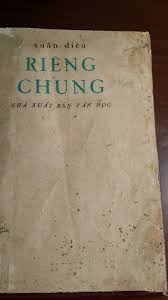 xuân diệu
RIÊNG
CHUNG
NHÀ XUẤT BẢN VĂN HỌC